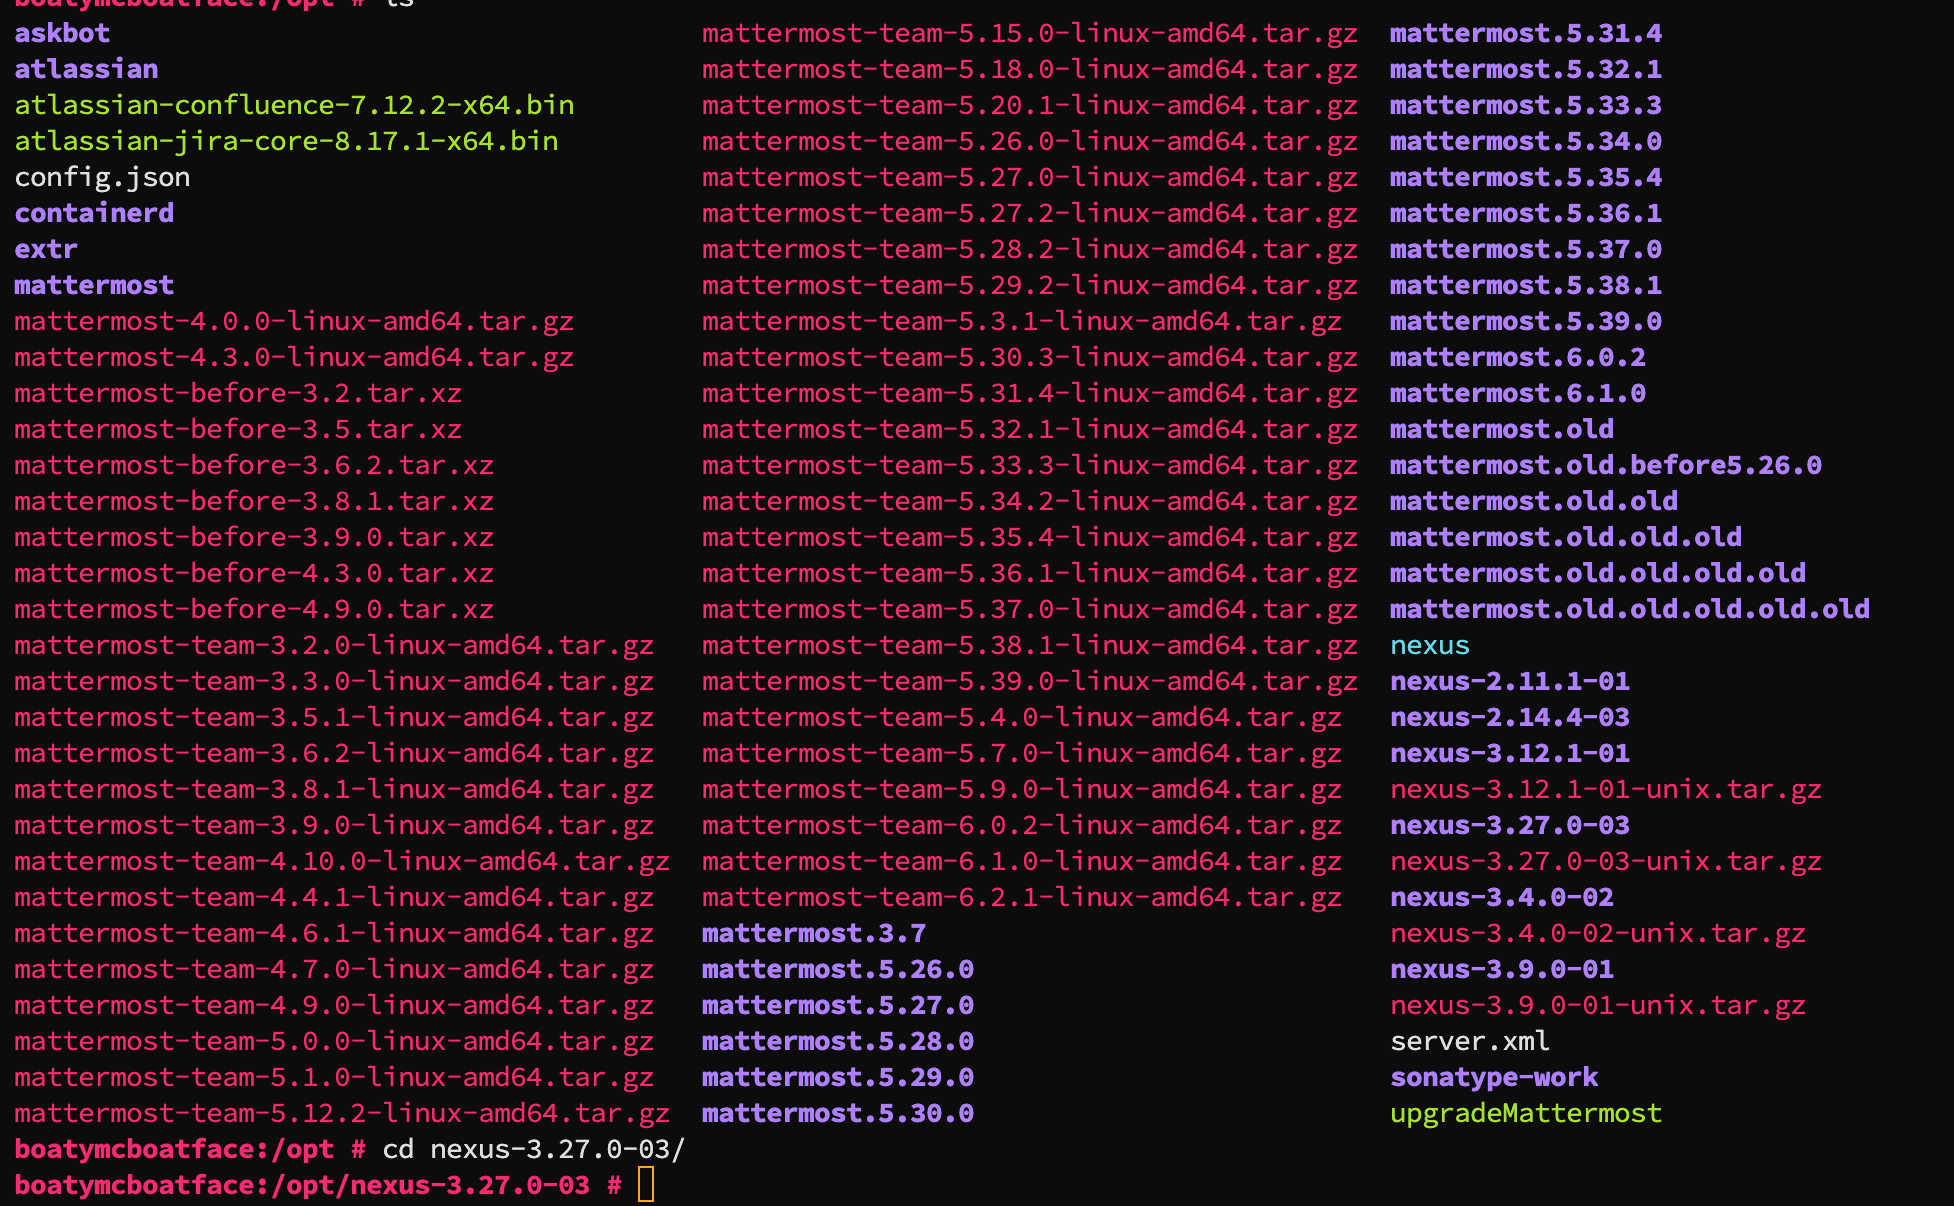 boatymcboatface:/opt # ls
askbot mattermost-team-5.15.0-linux-amd64.tar.gz mattermost.5.31.4
atlassian mattermost-team-5.18.0-linux-amd64.tar.gz mattermost.5.32.1
atlassian-confluence-7.12.2-x64.bin mattermost-team-5.20.1-linux-amd64.tar.gz mattermost.5.33.3
atlassian-jira-core-8.17.1-x64.bin mattermost-team-5.26.0-linux-amd64.tar.gz mattermost.5.34.0
config.json mattermost-team-5.27.0-linux-amd64.tar.gz mattermost.5.35.4
containerd mattermost-team-5.27.2-linux-amd64.tar.gz mattermost.5.36.1
extr mattermost-team-5.28.2-linux-amd64.tar.gz mattermost.5.37.0
mattermost mattermost-team-5.29.2-linux-amd64.tar.gz mattermost.5.38.1
mattermost-4.0.0-linux-amd64.tar.gz mattermost-team-5.3.1-linux-amd64.tar.gz mattermost.5.39.0
mattermost-4.3.0-linux-amd64.tar.gz mattermost-team-5.30.3-linux-amd64.tar.gz mattermost.6.0.2
mattermost-before-3.2.tar.xz mattermost-team-5.31.4-linux-amd64.tar.gz mattermost.6.1.0
mattermost-before-3.5.tar.xz mattermost-team-5.32.1-linux-amd64.tar.gz mattermost.old
mattermost-before-3.6.2.tar.xz mattermost-team-5.33.3-linux-amd64.tar.gz mattermost.old.before5.26.0
mattermost-before-3.8.1.tar.xz mattermost-team-5.34.2-linux-amd64.tar.gz mattermost.old.old
mattermost-before-3.9.0.tar.xz mattermost-team-5.35.4-linux-amd64.tar.gz mattermost.old.old.old
mattermost-before-4.3.0.tar.xz mattermost-team-5.36.1-linux-amd64.tar.gz mattermost.old.old.old.old
mattermost-before-4.9.0.tar.xz mattermost-team-5.37.0-linux-amd64.tar.gz mattermost.old.old.old.old.old
mattermost-team-3.2.0-linux-amd64.tar.gz mattermost-team-5.38.1-linux-amd64.tar.gz nexus
mattermost-team-3.3.0-linux-amd64.tar.gz mattermost-team-5.39.0-linux-amd64.tar.gz nexus-2.11.1-01
mattermost-team-3.5.1-linux-amd64.tar.gz mattermost-team-5.4.0-linux-amd64.tar.gz nexus-2.14.4-03
mattermost-team-3.6.2-linux-amd64.tar.gz mattermost-team-5.7.0-linux-amd64.tar.gz nexus-3.12.1-01
mattermost-team-3.8.1-linux-amd64.tar.gz mattermost-team-5.9.0-linux-amd64.tar.gz nexus-3.12.1-01-unix.tar.gz
mattermost-team-3.9.0-linux-amd64.tar.gz mattermost-team-6.0.2-linux-amd64.tar.gz nexus-3.27.0-03
mattermost-team-4.10.0-linux-amd64.tar.gz mattermost-team-6.1.0-linux-amd64.tar.gz nexus-3.27.0-03-unix.tar.gz
mattermost-team-4.4.1-linux-amd64.tar.gz mattermost-team-6.2.1-linux-amd64.tar.gz nexus-3.4.0-02
mattermost-team-4.6.1-linux-amd64.tar.gz mattermost.3.7 nexus-3.4.0-02-unix.tar.gz
mattermost-team-4.7.0-linux-amd64.tar.gz mattermost.5.26.0 nexus-3.9.0-01
mattermost-team-4.9.0-linux-amd64.tar.gz mattermost.5.27.0 nexus-3.9.0-01-unix.tar.gz
mattermost-team-5.0.0-linux-amd64.tar.gz mattermost.5.28.0 server.xml
mattermost-team-5.1.0-linux-amd64.tar.gz mattermost.5.29.0 sonatype-work
mattermost-team-5.12.2-linux-amd64.tar.gz mattermost.5.30.0 upgradeMattermost
boatymcboatface:/opt # cd nexus-3.27.0-03/
boatymcboatface:/opt/nexus-3.27.0-03 #